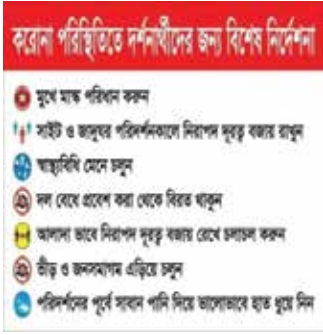 করোনা পরিস্থিতিতে দর্শনার্থীদের জন্য বিশেষ নির্দেশনা
মুখে মাস্ক পরিধান করুন
সাইট ও জাদুঘর পরিদর্শনকালে নিরাপদ দূরত্ব বজায় রাখুন
স্বাস্থ্যবিধি মেনে চলুন
দল বেধে প্রবেশ করা থেকে বিরত থাকুন
আলাদা ভাবে নিরাপদ দূরত্ব বজায় রেখে চলাচল করুন
ভীড় ও জনসমাগম এড়িয়ে চলুন
পরিদর্শনের পূর্বে সাবান পানি দিয়ে ভালোভাবে হাত ধুয়ে নিন